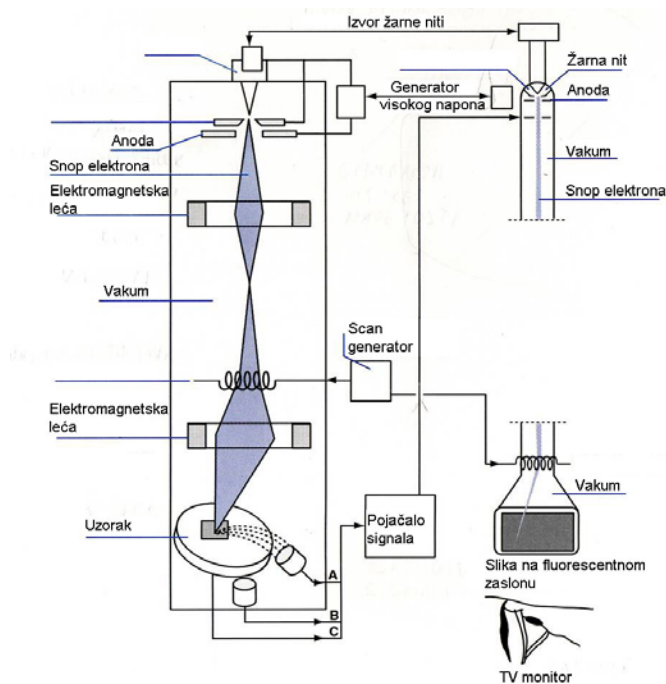 Izvor žarne niti
Žarna nit
Generator
visokog napona
Anoda
Anoda
Vakum
Snop elektrona
Snop elektrona
Elektromagnetska
leća
Vakum
Scan
generator
Elektromagnetska
leća
Vakum
Uzorak
Pojačalo
signala
A
B
C
Slika na fluorescentnom
zaslonu
TV monitor